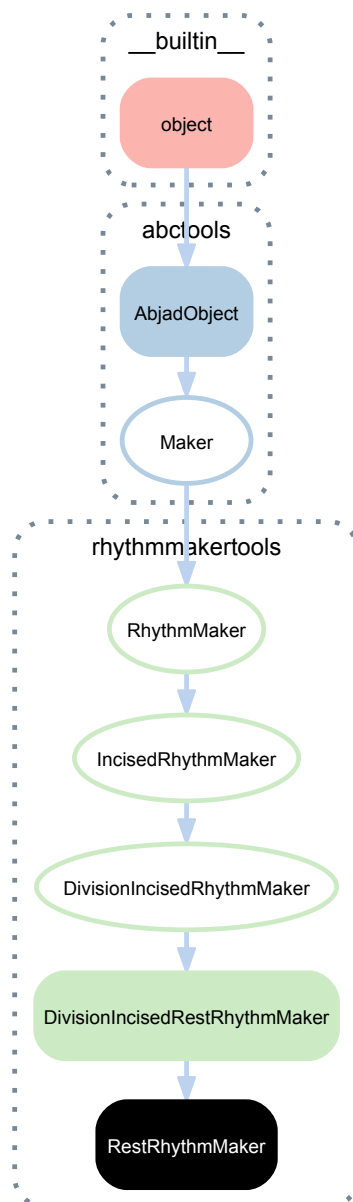 __builtin__
object
abctools
AbjadObject
Maker
rhythmmakertools
RhythmMaker
IncisedRhythmMaker
DivisionIncisedRhythmMaker
DivisionIncisedRestRhythmMaker
RestRhythmMaker